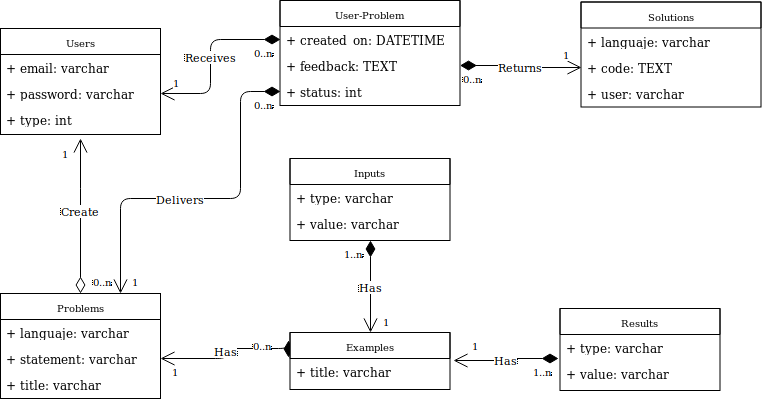 Users
+ email: varchar
+ password: varchar
+ type: int
User-Problem
+ created_on: DATETIME
+ feedback: TEXT
+ status: int
Solutions
+ languaje: varchar
+ code: TEXT
+ user: varchar
0..n
Receives
1
0..n
Returns
1
0..n
Delivers
1
1
Create
0..n
Inputs
+ type: varchar
+ value: varchar
1..n
Has
1
Problems
+ languaje: varchar
+ statement: varchar
+ title: varchar
0..n
Has
1
Examples
+ title: varchar
1
Has
1..n
Results
+ type: varchar
+ value: varchar